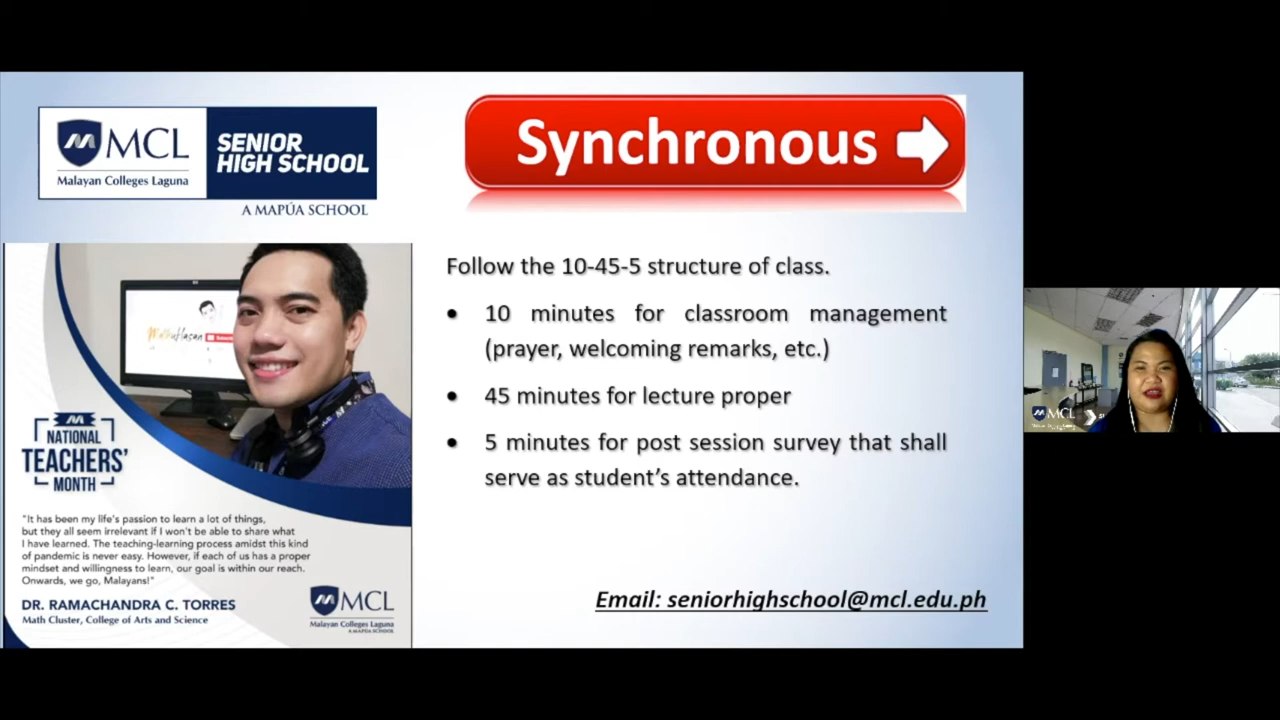 MCL
Malayan Colleges Laguna
SENIOR
HIGH SCHOOL
A MAPÚA SCHOOL
Synchronous
Follow the 10-45-5 structure of class.
• 10 minutes for classroom management
(prayer, welcoming remarks, etc.)
• 45 minutes for lecture proper
• 5 minutes for post session survey that shall
serve as student's attendance.
Email: seniorhighschool@mcl.edu.ph
NATIONAL
TEACHERS'
MONTH
"It has been my life's passion to learn a lot of things,
but they all seem irrelevant if I won't be able to share what
I have learned. The teaching-learning process amidst this kind
of pandemic is never easy. However, if each of us has a proper
mindset and willingness to learn, our goal is within our reach.
Onwards, we go, Malayans!"
DR. RAMACHANDRA C. TORRES
Math Cluster, College of Arts and Science
MCL
Malayan Colleges Laguna
A MAPÚA SCHOOL
MCL